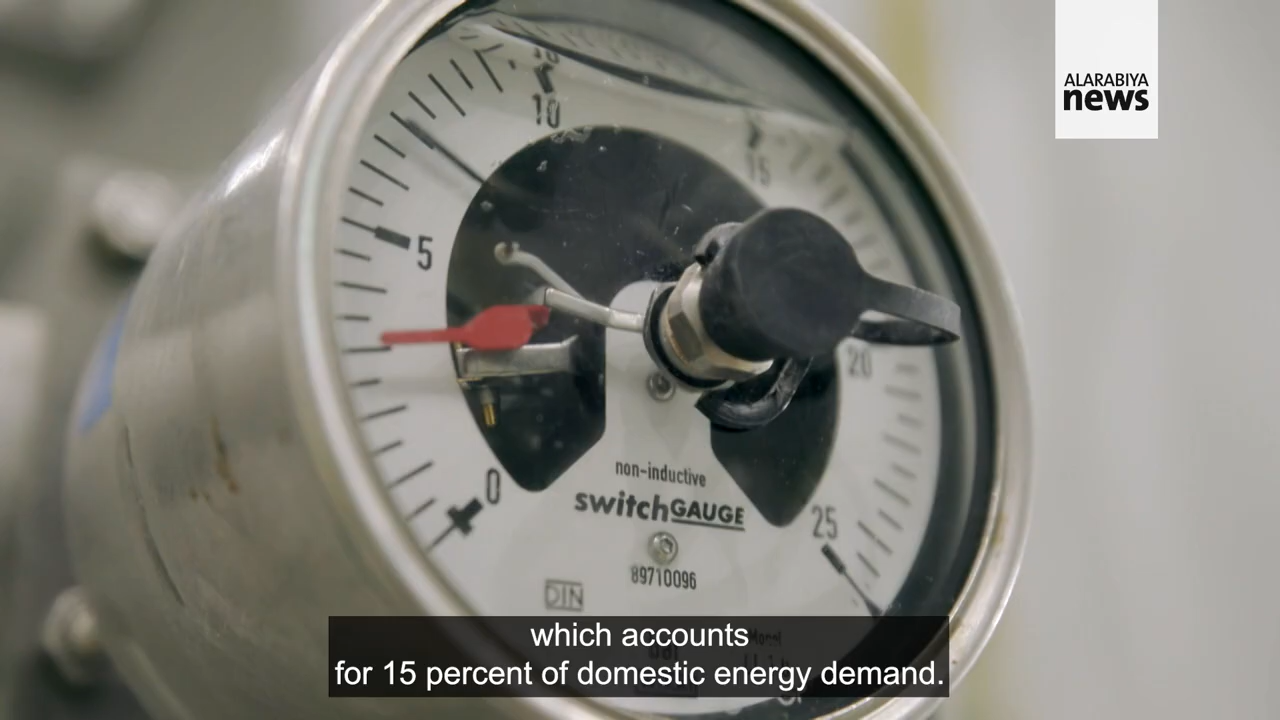 ALARABIYA
news
10
15
5
20
0
non-inductive
switchGAUGE
25
89710096
DIN
which accounts
for 15 percent of domestic energy demand.